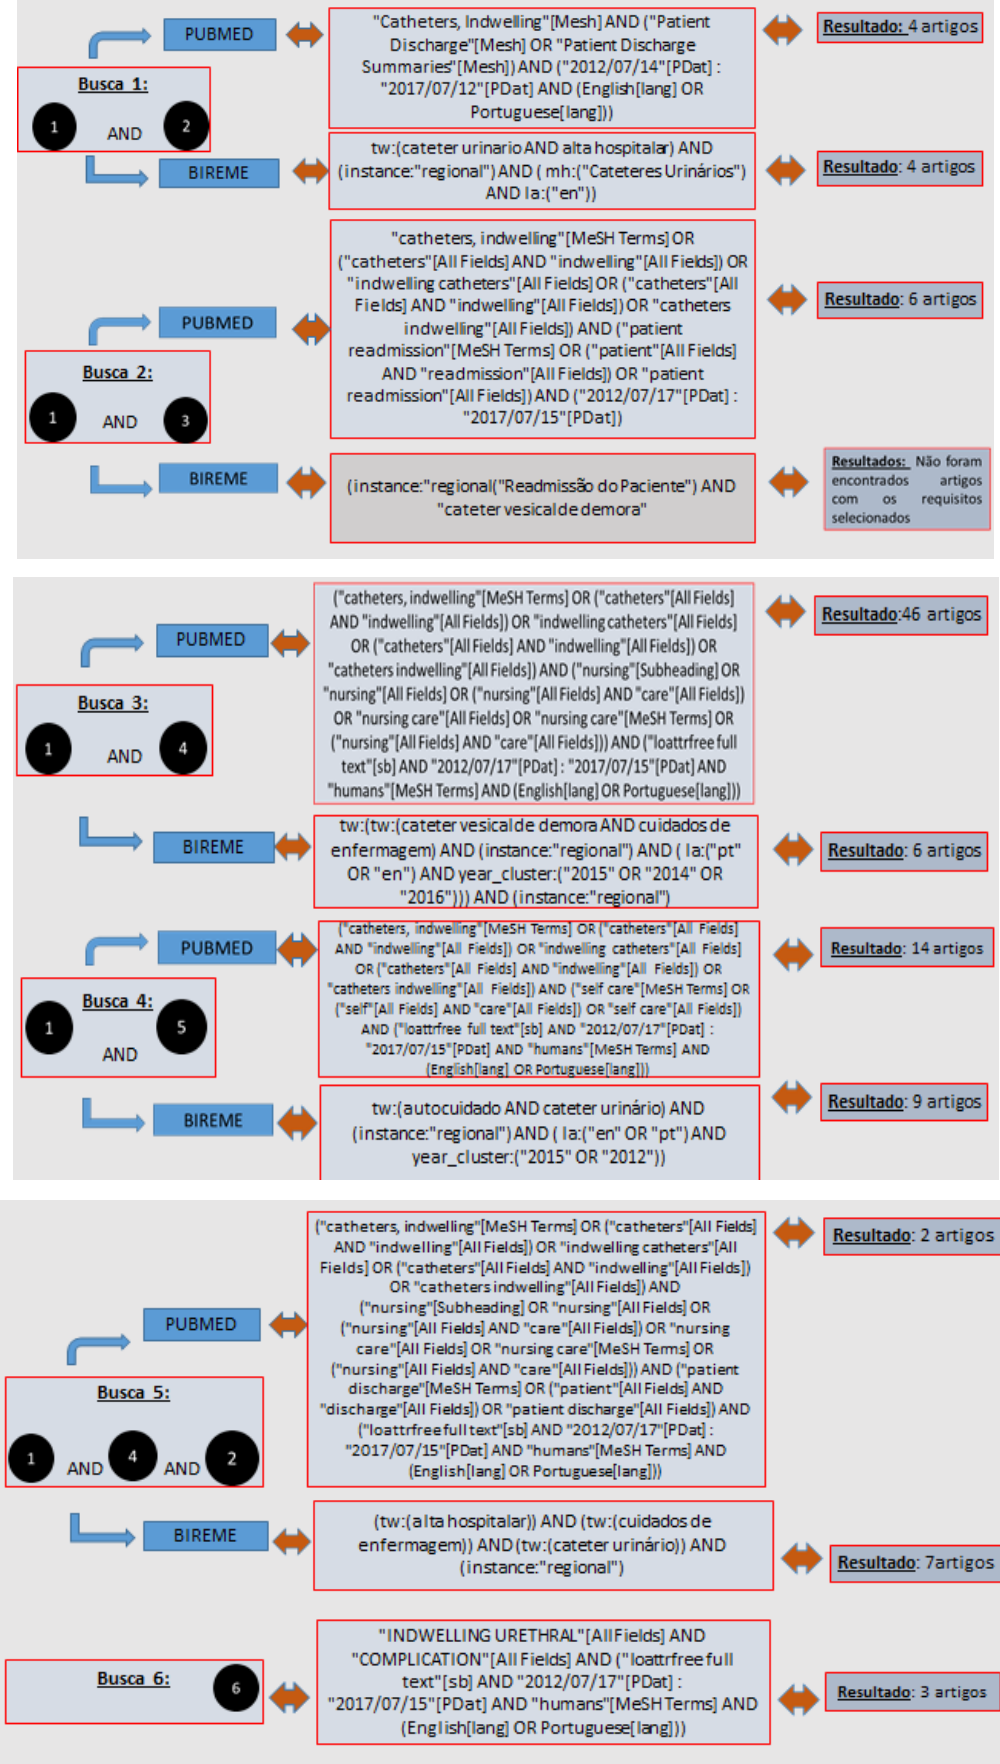 PUBMED
"Catheters, Indwelling"[Mesh] AND ("Patient
Discharge"[Mesh] OR "Patient Discharge
Summaries"[Mesh]) AND ("2012/07/14"[PDat] :
"2017/07/12"[PDat] AND (English[lang] OR
Portuguese[lang]))
Resultado: 4 artigos
Busca 1:
1 AND 2
BIREME
tw:(cateter urinario AND alta hospitalar) AND
(instance:"regional") AND ( mh:("Cateteres Urinários")
AND la:("en"))
Resultado: 4 artigos
PUBMED
"catheters, indwelling"[MeSH Terms] OR
("catheters"[All Fields] AND "indwelling"[All Fields]) OR
"indwelling catheters"[All Fields] OR ("catheters"[All
Fields] AND "indwelling"[All Fields]) OR "catheters
indwelling"[All Fields]) AND ("patient
readmission"[MeSH Terms] OR ("patient"[All Fields]
AND "readmission"[All Fields]) OR "patient
readmission"[All Fields]) AND ("2012/07/17"[PDat] :
"2017/07/15"[PDat])
Resultado: 6 artigos
Busca 2:
1 AND 3
BIREME
(instance:"regional("Readmissão do Paciente") AND
"cateter vesical de demora"
Resultados: Não foram
encontrados artigos
com os requisitos
selecionados
PUBMED
("catheters, indwelling"[MeSH Terms] OR ("catheters"[All Fields]
AND "indwelling"[All Fields]) OR "indwelling catheters"[All Fields]
OR ("catheters"[All Fields] AND "indwelling"[All Fields]) OR
"catheters indwelling"[All Fields]) AND ("nursing"[Subheading] OR
"nursing"[All Fields] OR ("nursing"[All Fields] AND "care"[All Fields])
OR "nursing care"[All Fields] OR "nursing care"[MeSH Terms] OR
("nursing"[All Fields] AND "care"[All Fields])) AND ("loattrfree full
text"[sb] AND "2012/07/17"[PDat] : "2017/07/15"[PDat] AND
"humans"[MeSH Terms] AND (English[lang] OR Portuguese[lang]))
Resultado:46 artigos
Busca 3:
1 AND 4
BIREME
tw:(tw:(cateter vesical de demora AND cuidados de
enfermagem) AND (instance:"regional") AND ( la:("pt"
OR "en") AND year_cluster:("2015" OR "2014" OR
"2016"))) AND (instance:"regional")
Resultado: 6 artigos
PUBMED
("catheters, indwelling"[MeSH Terms] OR ("catheters"[All Fields]
AND "indwelling"[All Fields]) OR "indwelling catheters"[All Fields]
OR ("catheters"[All Fields] AND "indwelling"[All Fields]) OR
"catheters indwelling"[All Fields]) AND ("self care"[MeSH Terms] OR
("self"[All Fields] AND "care"[All Fields]) OR "self care"[All Fields])
AND ("loattrfree full text"[sb] AND "2012/07/17"[PDat] :
"2017/07/15"[PDat] AND "humans"[MeSH Terms] AND
(English[lang] OR Portuguese[lang]))
Resultado: 14 artigos
Busca 4:
1 AND 5
BIREME
tw:(autocuidado AND cateter urinário) AND
(instance:"regional") AND ( la:("en" OR "pt") AND
year_cluster:("2015" OR "2012"))
Resultado: 9 artigos
PUBMED
("catheters, indwelling"[MeSH Terms] OR ("catheters"[All Fields]
AND "indwelling"[All Fields]) OR "indwelling catheters"[All
Fields] OR ("catheters"[All Fields] AND "indwelling"[All Fields])
OR "catheters indwelling"[All Fields]) AND
("nursing"[Subheading] OR "nursing"[All Fields] OR
("nursing"[All Fields] AND "care"[All Fields]) OR "nursing
care"[All Fields] OR "nursing care"[MeSH Terms] OR
("nursing"[All Fields] AND "care"[All Fields])) AND ("patient
discharge"[MeSH Terms] OR ("patient"[All Fields] AND
"discharge"[All Fields]) OR "patient discharge"[All Fields]) AND
("loattrfree full text"[sb] AND "2012/07/17"[PDat] :
"2017/07/15"[PDat] AND "humans"[MeSH Terms] AND
(English[lang] OR Portuguese[lang]))
Resultado: 2 artigos
Busca 5:
1 AND 4 AND 2
BIREME
(tw:(alta hospitalar)) AND (tw:(cuidados de
enfermagem)) AND (tw:(cateter urinário)) AND
(instance:"regional")
Resultado: 7artigos
Busca 6:
6
"INDWELLING URETHRAL"[All Fields] AND
"COMPLICATION"[All Fields] AND ("loattrfree full
text"[sb] AND "2012/07/17"[PDat] :
"2017/07/15"[PDat] AND "humans"[MeSH Terms] AND
(English[lang] OR Portuguese[lang]))
Resultado: 3 artigos